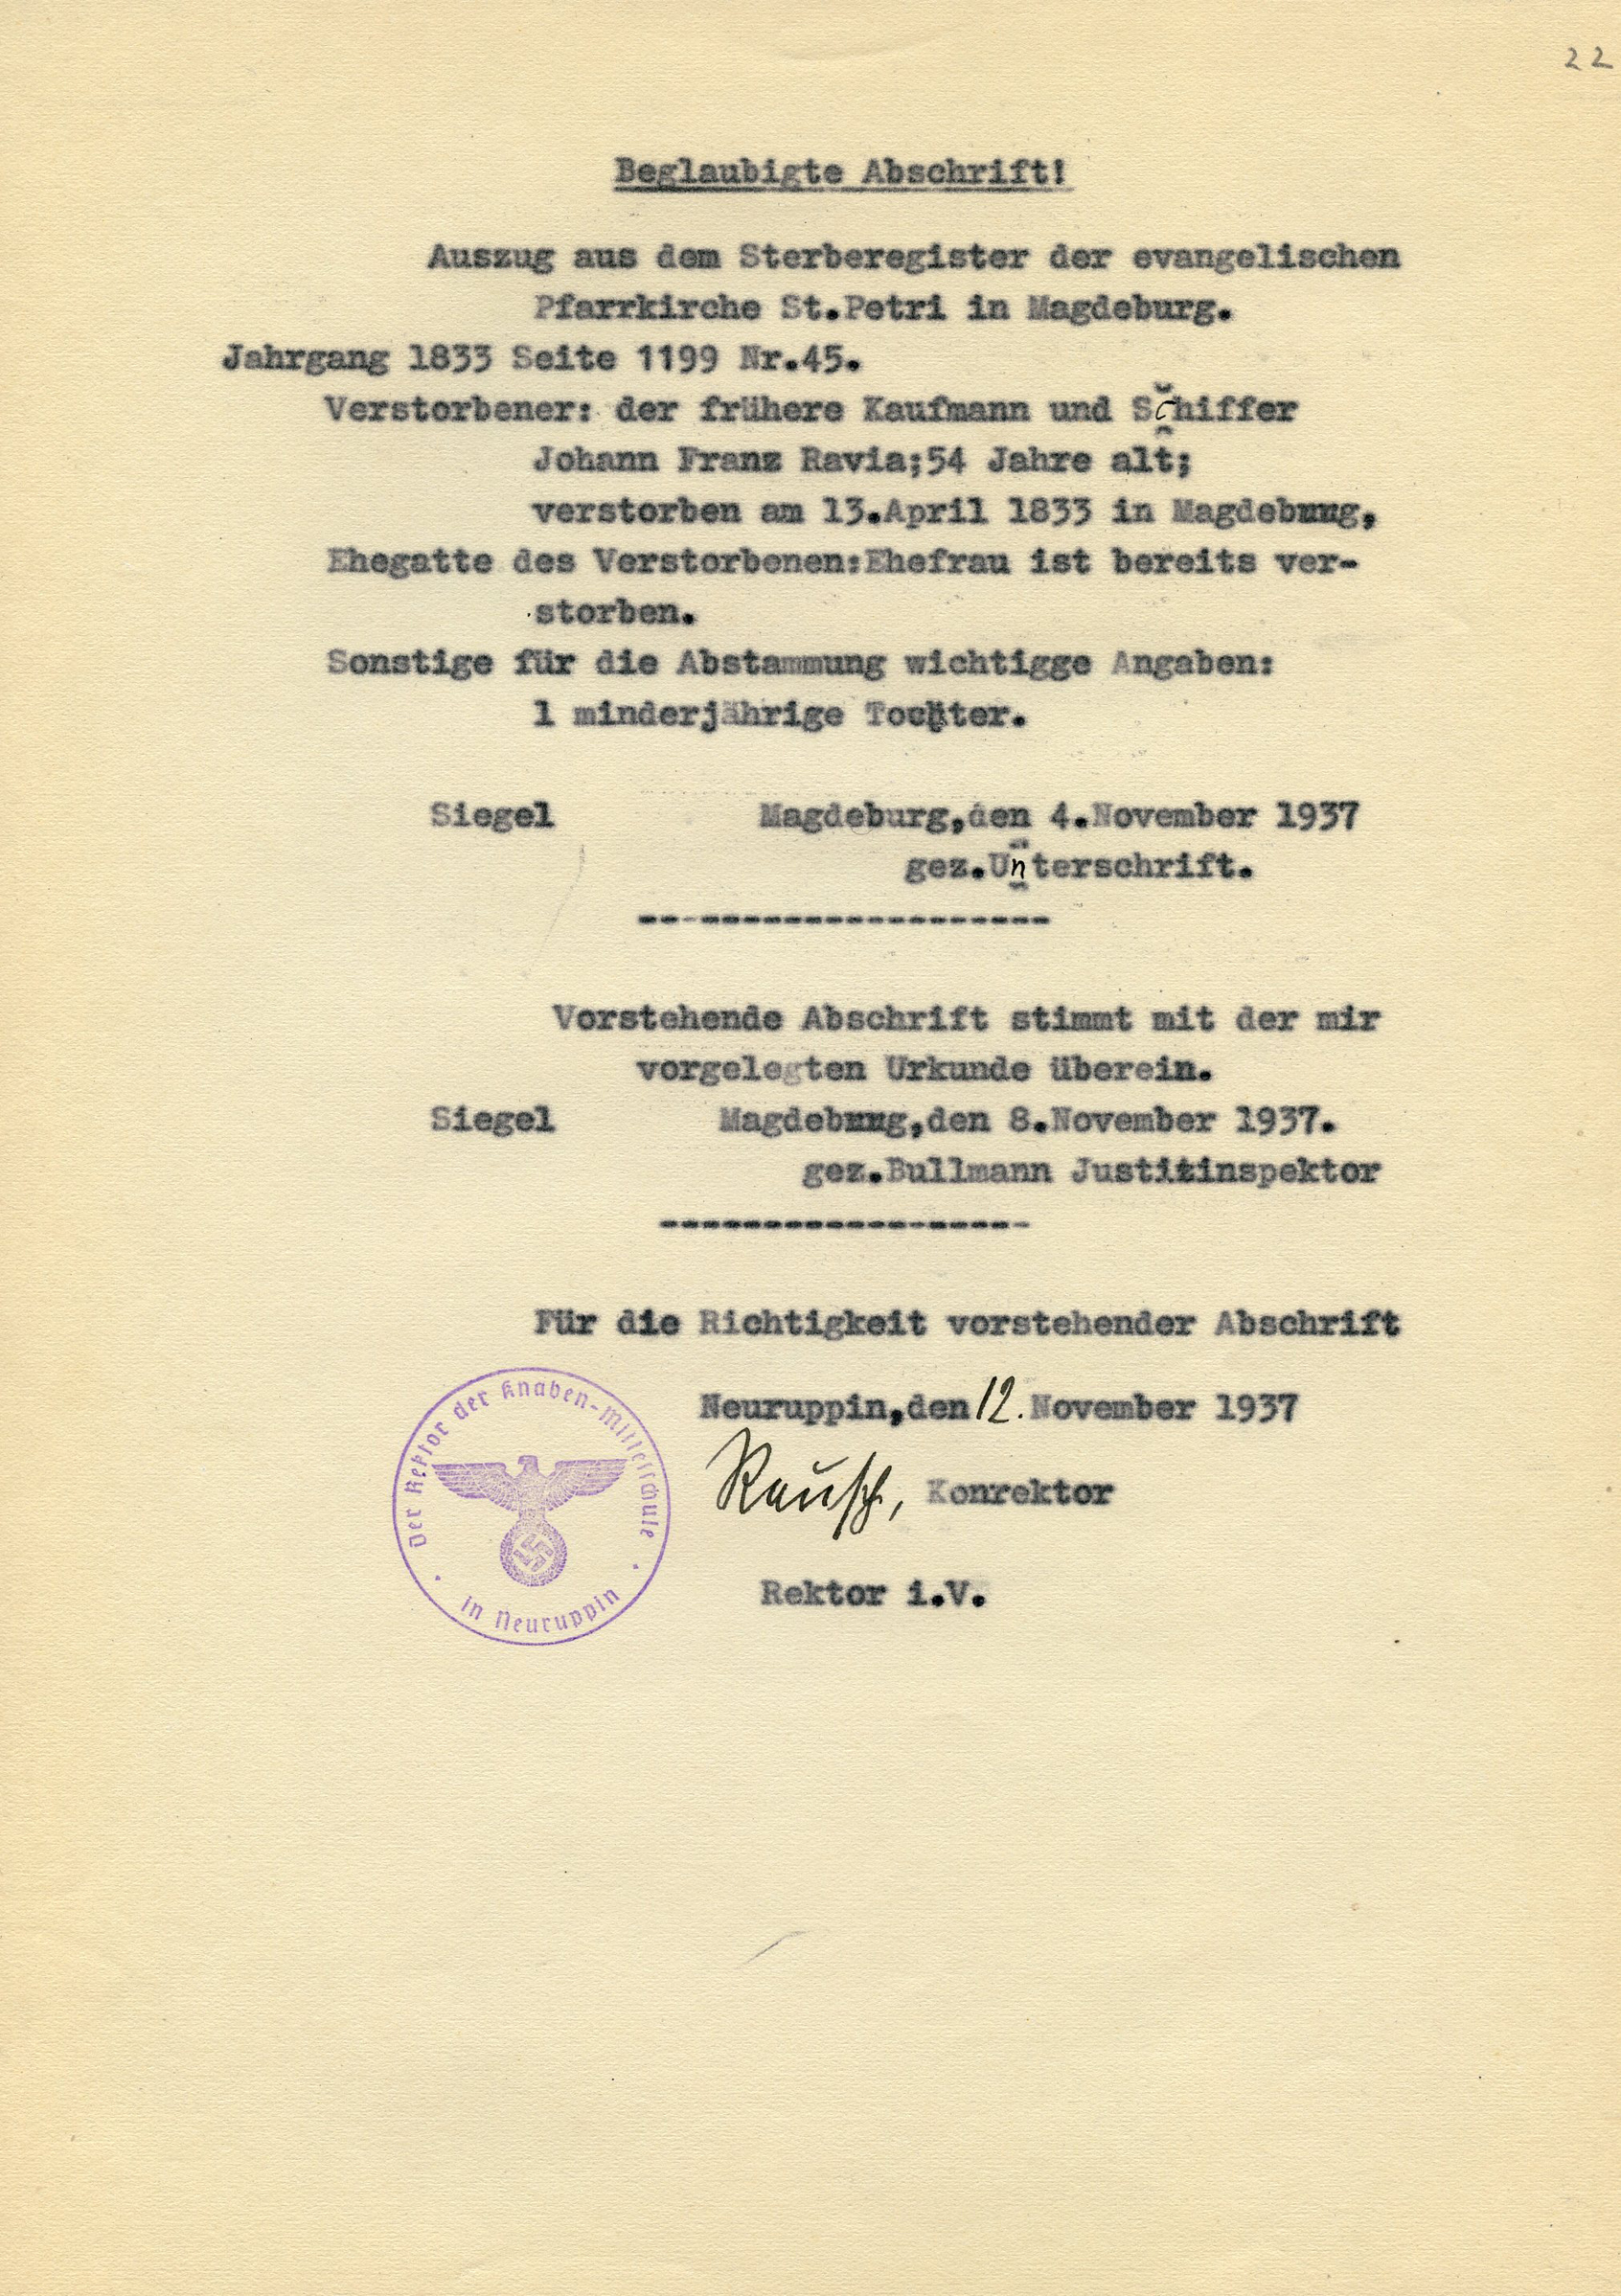 22
Beglaubigte Abschrift!
Auszug aus dem Sterberegister der evangelischen
Pfarrkirche St.Petri in Magdeburg.
Jahrgang 1833 Seite 1199 Nr.45.
Verstorbener: der frühere Kaufmann und Schiffer
Johann Franz Ravia;54 Jahre alt;
verstorben am 13.April 1833 in Magdeburg,
Ehegatte des Verstorbenen:Ehefrau ist bereits ver-
storben.
Sonstige für die Abstammung wichtigge Angaben:
1 minderjährige Tochter.
Siegel Magdeburg,den 4.November 1937
gez.Unterschrift.
--------------------
Vorstehende Abschrift stimmt mit der mir
vorgelegten Urkunde überein.
Siegel Magdeburg,den 8.November 1937.
gez.Bullmann Justizinspektor
------------------
Für die Richtigkeit vorstehender Abschrift
Neuruppin,den 12. November 1937
Rausch, Konrektor
Rektor i.V.
Der Rektor der Knaben-Mittelschule
in Neuruppin